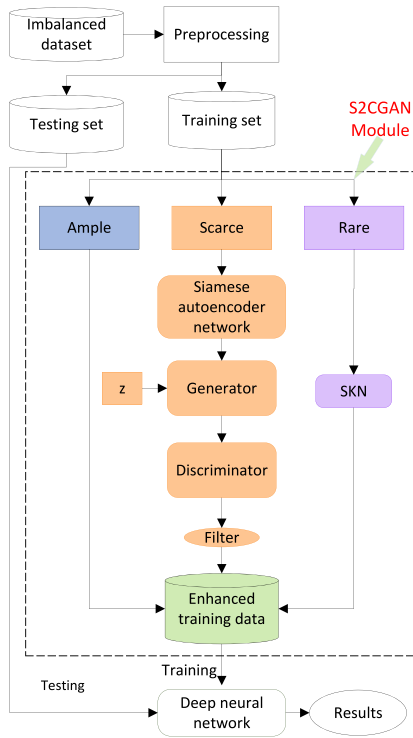 Imbalanced
dataset
Preprocessing
Testing set
Training set
S2CGAN
Module
Ample
Scarce
Rare
Siamese
autoencoder
network
z
Generator
SKN
Discriminator
Filter
Enhanced
training data
Training
Testing
Deep neural
network
Results